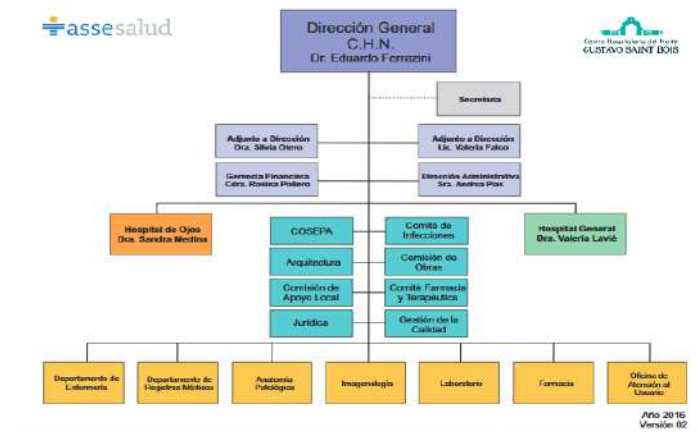 assesalud
Dirección General
C.H.N.
Dr. Eduardo Ferrazini
Centro Hospitalario del Norte
GUSTAVO SAINT BOIS
Secretaría
Adjunto a Dirección
Dra. Silvia Otero
Adjunto a Dirección
Lic. Valeria Falco
Gerencia Financiera
Cdra. Rosina
Dirección Administrativa
Sra. Andrea
Hospital de Ojos
Dra. Sandra Medina
COSEPA
Comité de
Infecciones
Hospital General
Dra. Valeria Lavié
Arquitectura
Comisión de
Obras
Comisión de
Apoyo Local
Comité Farmacia
y Terapéutica
Jurídica
Gestión de la
Calidad
Departamento de
Enfermería
Departamento de
Registros Médicos
Anatomía
Patológica
Imagenología
Laboratorio
Farmacia
Oficina de
Atención al
Usuario
Año 2016
Versión 02